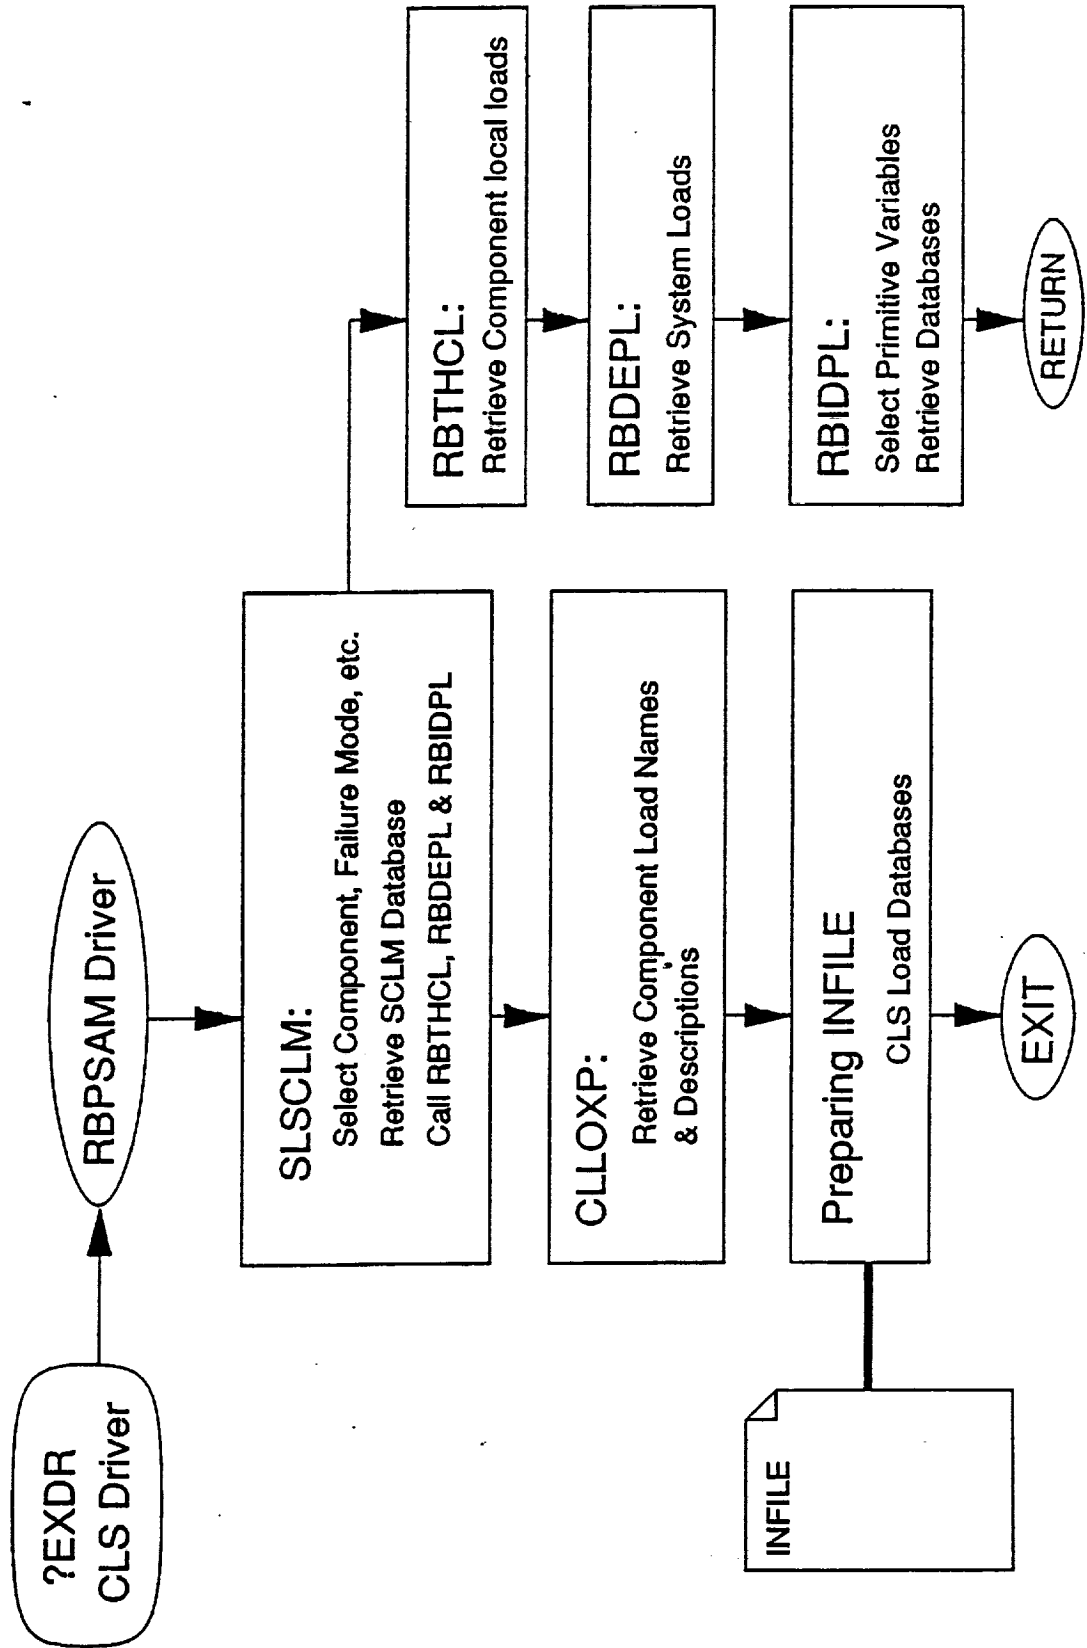 ?EXDR
CLS Driver
RBPSAM Driver
SLSCLM:
Select Component, Failure Mode, etc.
Retrieve SCLM Database
Call RBTHCL, RBDEPL & RBIDPL
CLLOXP:
Retrieve Component Load Names
& Descriptions
Preparing INFILE
CLS Load Databases
EXIT
INFILE
RBTHCL:
Retrieve Component local loads
RBDEPL:
Retrieve System Loads
RBIDPL:
Select Primitive Variables
Retrieve Databases
RETURN